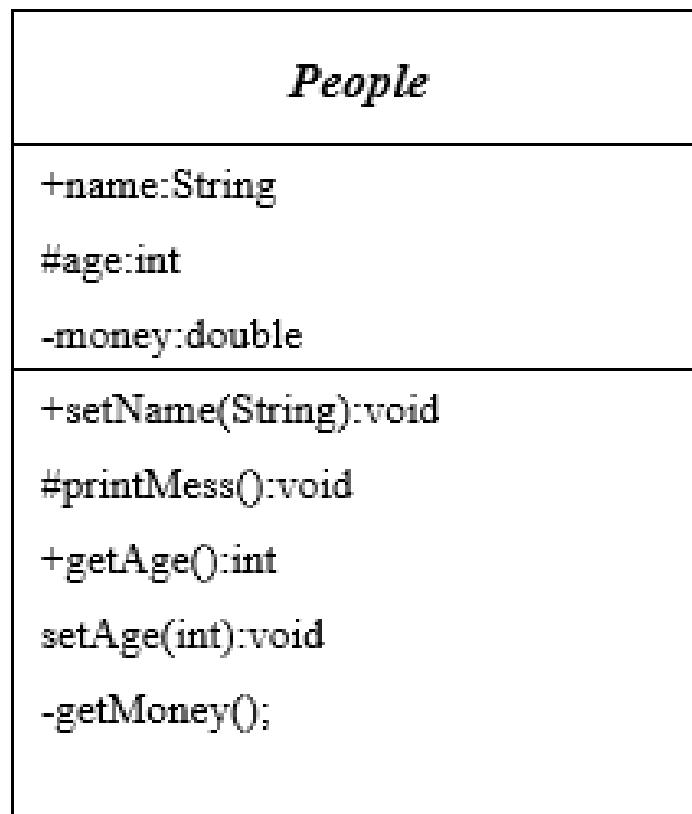 People
+name:String
#age:int
-money:double
+setName(String):void
#printMess():void
+getAge():int
setAge(int):void
-getMoney();